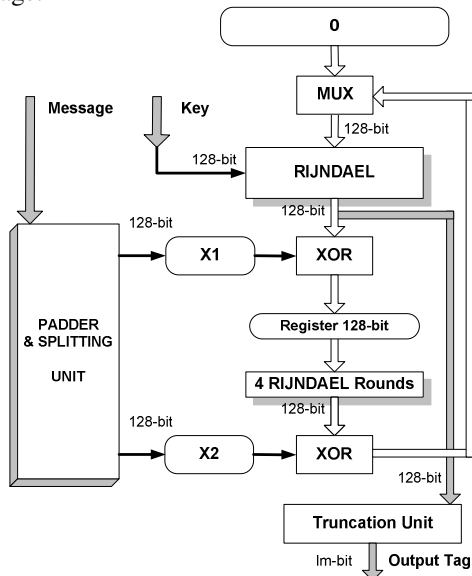 0
MUX
Message
Key
128-bit
128-bit
RIJNDAEL
128-bit
128-bit
X1
XOR
PADDER
& SPLITTING
UNIT
Register 128-bit
4 RIJNDAEL Rounds
128-bit
128-bit
X2
XOR
128-bit
Truncation Unit
lm-bit
Output Tag